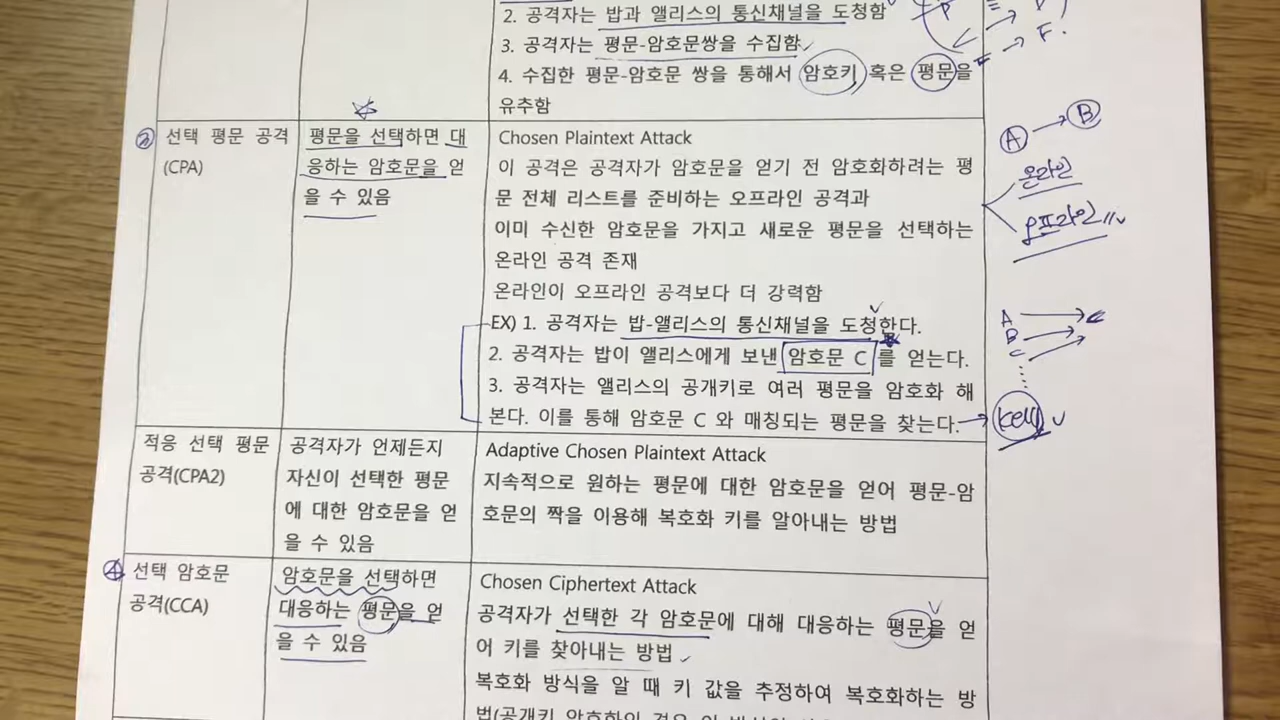 2. 공격자는 밥과 앨리스의 통신채널을 도청함
3. 공격자는 평문-암호문쌍을 수집함
4. 수집한 평문-암호문 쌍을 통해서 암호키 혹은 평문을
유추함
③ 선택 평문 공격
(CPA)
평문을 선택하면 대
응하는 암호문을 얻
을 수 있음
Chosen Plaintext Attack
이 공격은 공격자가 암호문을 얻기 전 암호화하려는 평
문 전체 리스트를 준비하는 오프라인 공격과
이미 수신한 암호문을 가지고 새로운 평문을 선택하는
온라인 공격 존재
온라인이 오프라인 공격보다 더 강력함
EX) 1. 공격자는 밥-앨리스의 통신채널을 도청한다.
2. 공격자는 밥이 앨리스에게 보낸 암호문 C 를 얻는다.
3. 공격자는 앨리스의 공개키로 여러 평문을 암호화 해
본다. 이를 통해 암호문 C 와 매칭되는 평문을 찾는다.
A → B
온라인
오프라인
A
B
C
적응 선택 평문
공격(CPA2)
공격자가 언제든지
자신이 선택한 평문
에 대한 암호문을 얻
을 수 있음
Adaptive Chosen Plaintext Attack
지속적으로 원하는 평문에 대한 암호문을 얻어 평문-암
호문의 짝을 이용해 복호화 키를 알아내는 방법
④ 선택 암호문
공격(CCA)
암호문을 선택하면
대응하는 평문을 얻
을 수 있음
Chosen Ciphertext Attack
공격자가 선택한 각 암호문에 대해 대응하는 평문을 얻
어 키를 찾아내는 방법
복호화 방식을 알 때 키 값을 추정하여 복호화하는 방